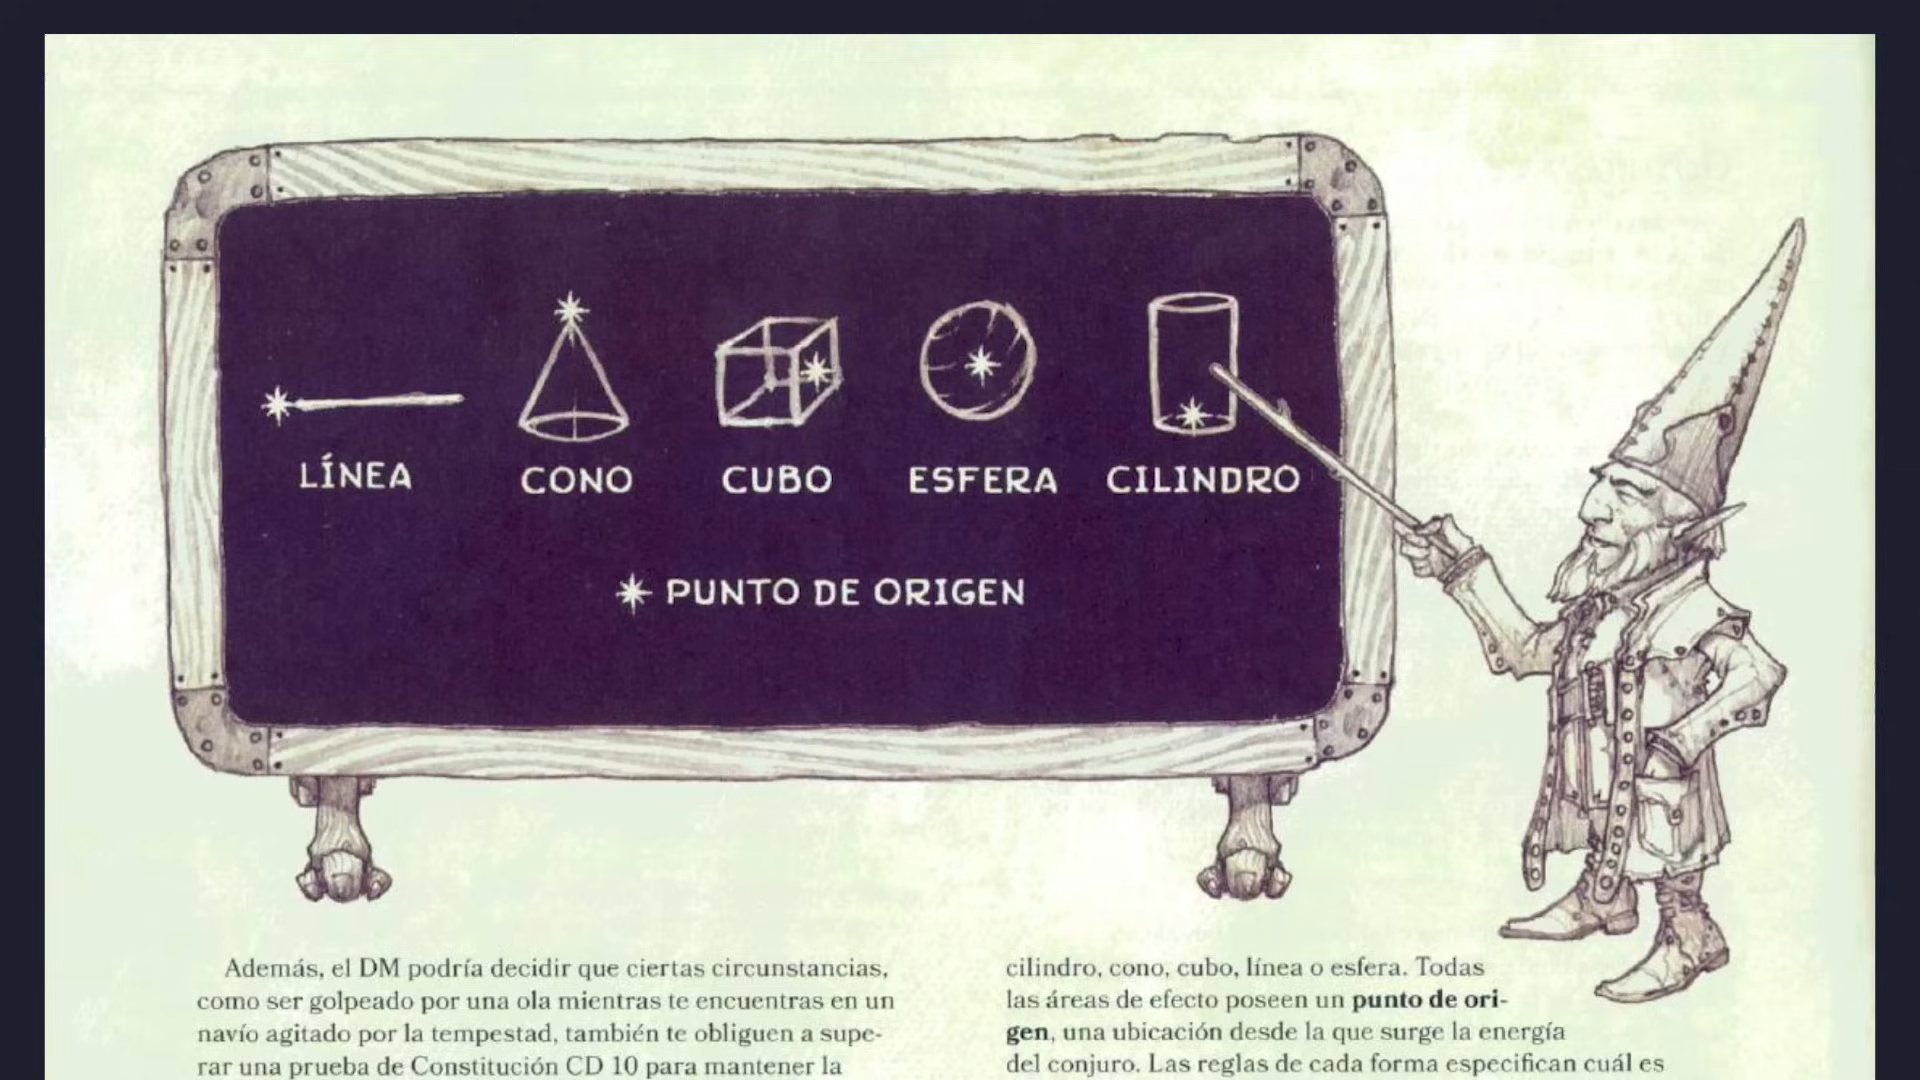 LÍNEA CONO CUBO ESFERA CILINDRO
PUNTO DE ORIGEN
Además, el DM podría decidir que ciertas circunstancias,
como ser golpeado por una ola mientras te encuentras en un
navío agitado por la tempestad, también te obliguen a supe-
rar una prueba de Constitución CD 10 para mantener la
cilindro, cono, cubo, línea o esfera. Todas
las áreas de efecto poseen un punto de ori-
gen, una ubicación desde la que surge la energía
del conjuro. Las reglas de cada forma especifican cuál es